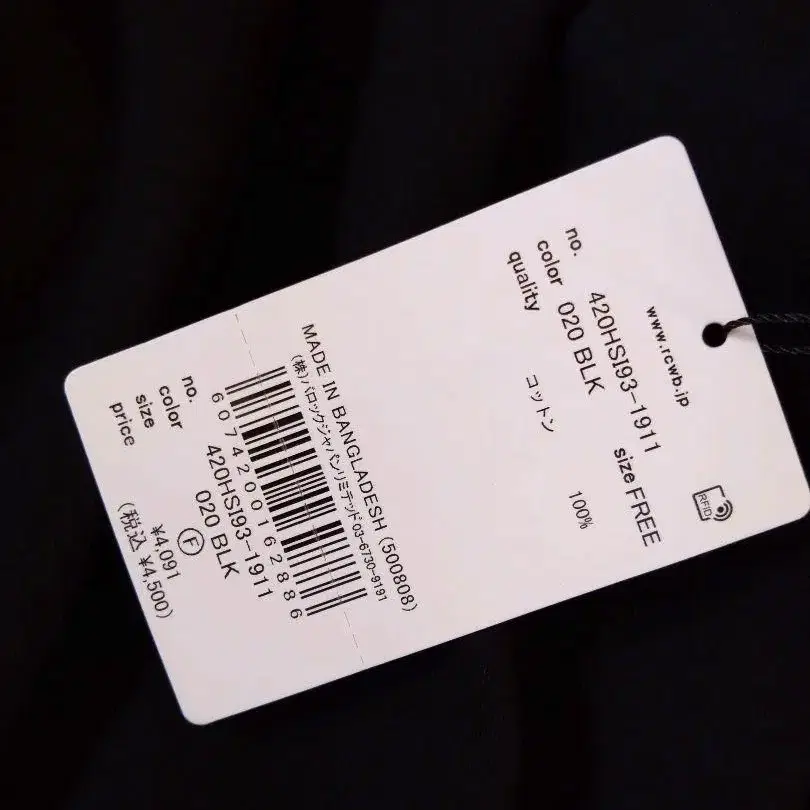 www.rcwb.jp
RFID
no. 420HSI93-1911
color 020 BLK size FREE
quality
コットン 100%
MADE IN BANGLADESH (500808)
(株)バロックジャパンリミテッド 03-6730-9191
6074200162886
no. 420HSI93-1911
color 020 BLK
size F
price ¥4,091
(税込 ¥4,500)